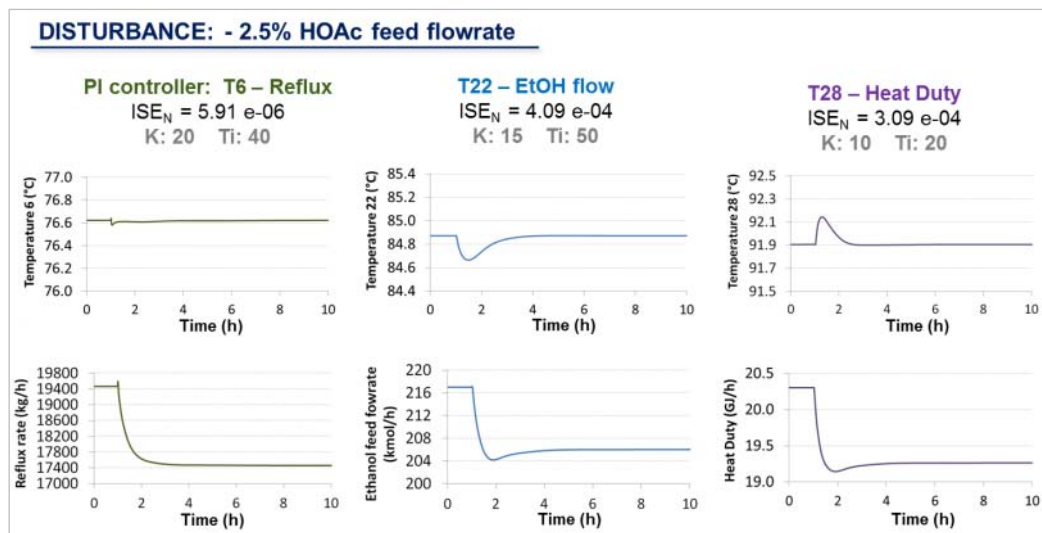 DISTURBANCE: - 2.5% HOAc feed flowrate
PI controller: T6 – Reflux
ISE_N = 5.91 e-06
K: 20 Ti: 40
T22 – EtOH flow
ISE_N = 4.09 e-04
K: 15 Ti: 50
T28 – Heat Duty
ISE_N = 3.09 e-04
K: 10 Ti: 20
Temperature 6 (°C)
77.0
76.8
76.6
76.4
76.2
76.0
0 2 4 6 8 10
Time (h)
Temperature 22 (°C)
85.4
85.2
85.0
84.8
84.6
84.4
0 2 4 6 8 10
Time (h)
Temperature 28 (°C)
92.5
92.3
92.1
91.9
91.7
91.5
0 2 4 6 8 10
Time (h)
Reflux rate (kg/h)
19800
19400
19000
18600
18200
17800
17400
17000
0 2 4 6 8 10
Time (h)
Ethanol feed fowrate
(kmol/h)
220
216
212
208
204
200
0 2 4 6 8 10
Time (h)
Heat Duty (GJ/h)
20.5
20.0
19.5
19.0
0 2 4 6 8 10
Time (h)